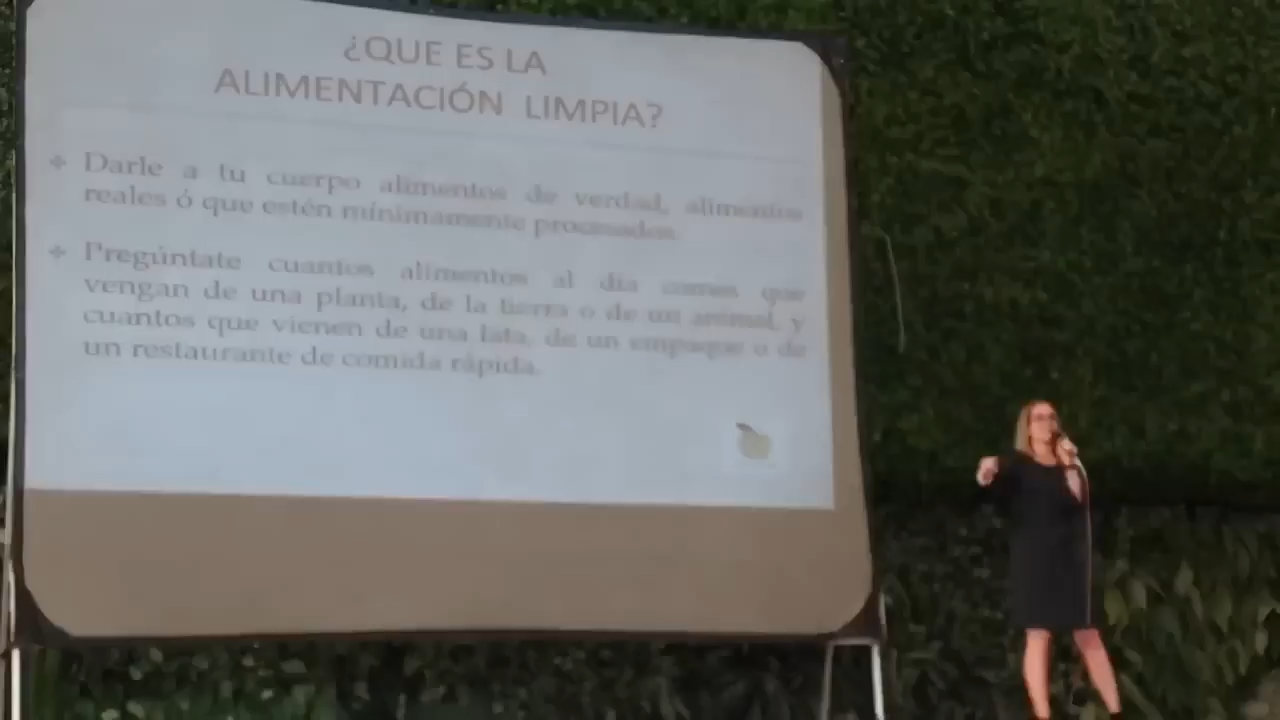 ¿QUE ES LA
ALIMENTACIÓN LIMPIA?
Darle a tu cuerpo alimentos de verdad, alimentos
reales ó que estén mínimamente procesados.
Pregúntate cuantos alimentos al día comes que
vengan de una planta, de la tierra o de un animal, y
cuantos que vienen de una lata, de un empaque o de
un restaurante de comida rápida.